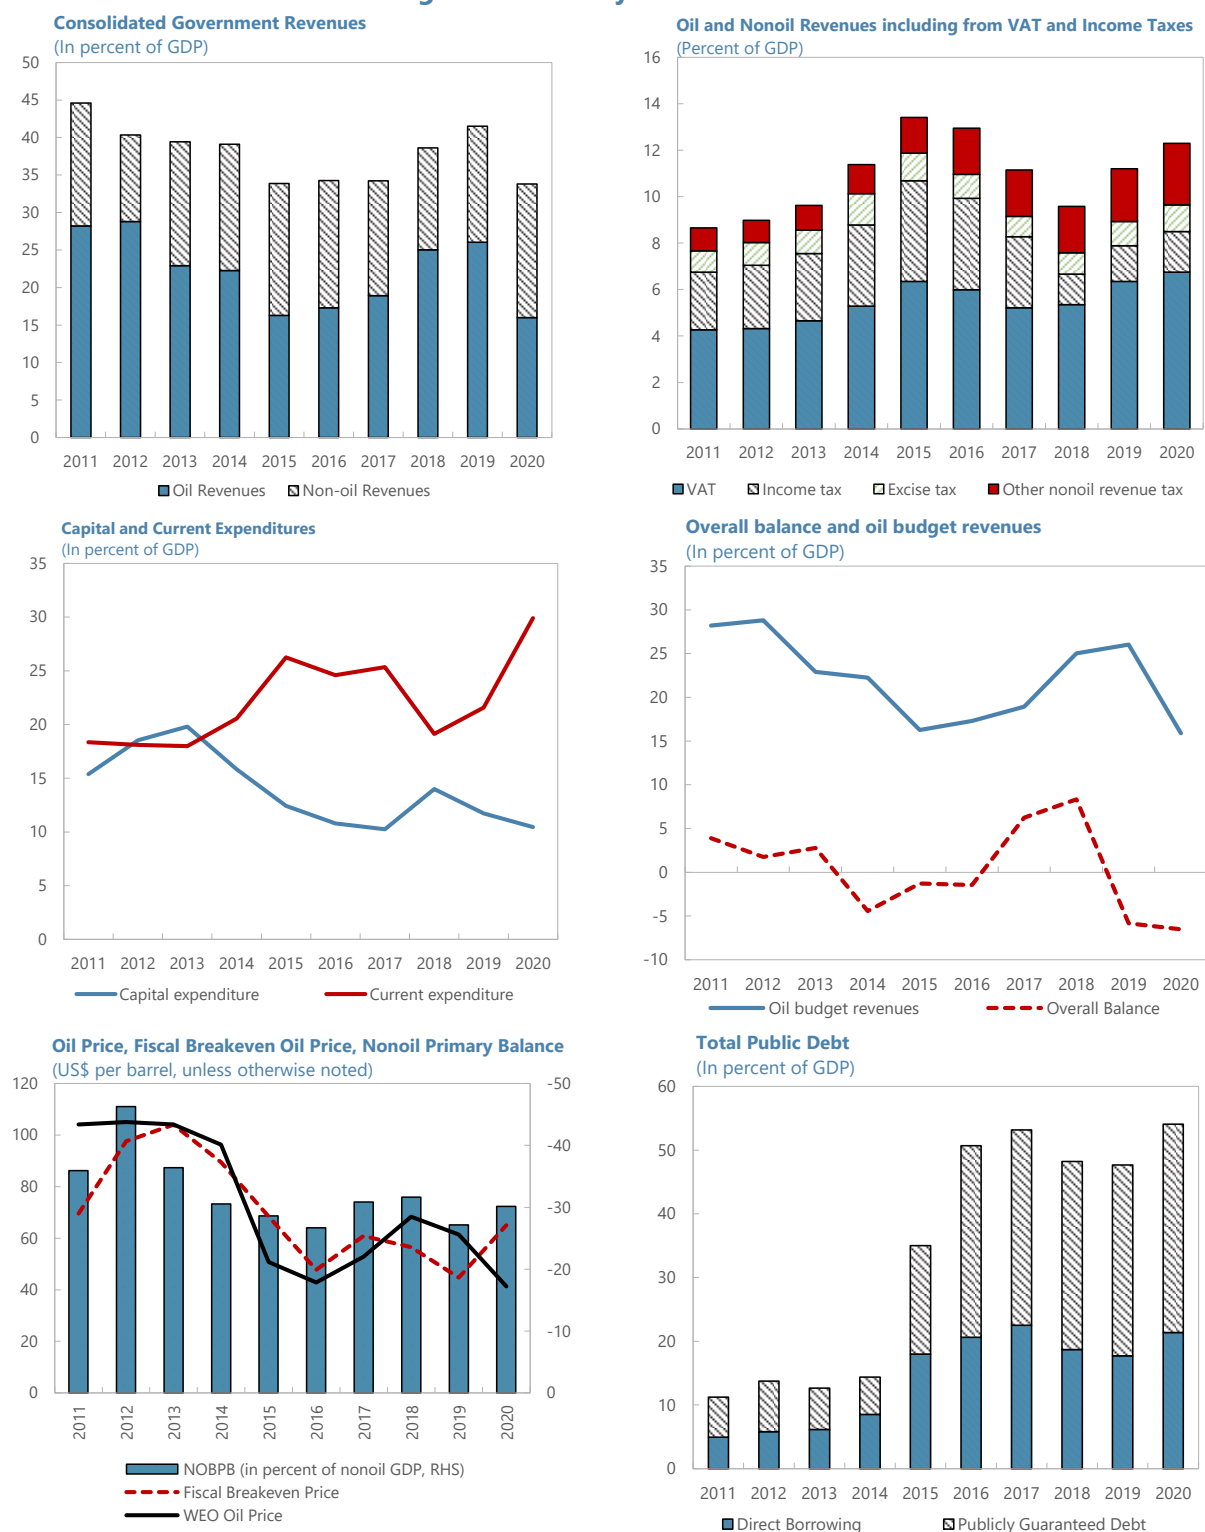 Consolidated Government Revenues
(In percent of GDP)
50
45
40
35
30
25
20
15
10
5
0
2011 2012 2013 2014 2015 2016 2017 2018 2019 2020
Oil Revenues Non-oil Revenues
Oil and Nonoil Revenues including from VAT and Income Taxes
(Percent of GDP)
16
14
12
10
8
6
4
2
0
2011 2012 2013 2014 2015 2016 2017 2018 2019 2020
VAT Income tax Excise tax Other nonoil revenue tax
Capital and Current Expenditures
(In percent of GDP)
35
30
25
20
15
10
5
0
2011 2012 2013 2014 2015 2016 2017 2018 2019 2020
Capital expenditure Current expenditure
Overall balance and oil budget revenues
(In percent of GDP)
35
30
25
20
15
10
5
0
-5
-10
2011 2012 2013 2014 2015 2016 2017 2018 2019 2020
Oil budget revenues Overall Balance
Oil Price, Fiscal Breakeven Oil Price, Nonoil Primary Balance
(US$ per barrel, unless otherwise noted)
120
100
80
60
40
20
0
-50
-40
-30
-20
-10
0
2011 2012 2013 2014 2015 2016 2017 2018 2019 2020
NOBPB (in percent of nonoil GDP, RHS)
Fiscal Breakeven Price
WEO Oil Price
Total Public Debt
(In percent of GDP)
60
50
40
30
20
10
0
2011 2012 2013 2014 2015 2016 2017 2018 2019 2020
Direct Borrowing Publicly Guaranteed Debt